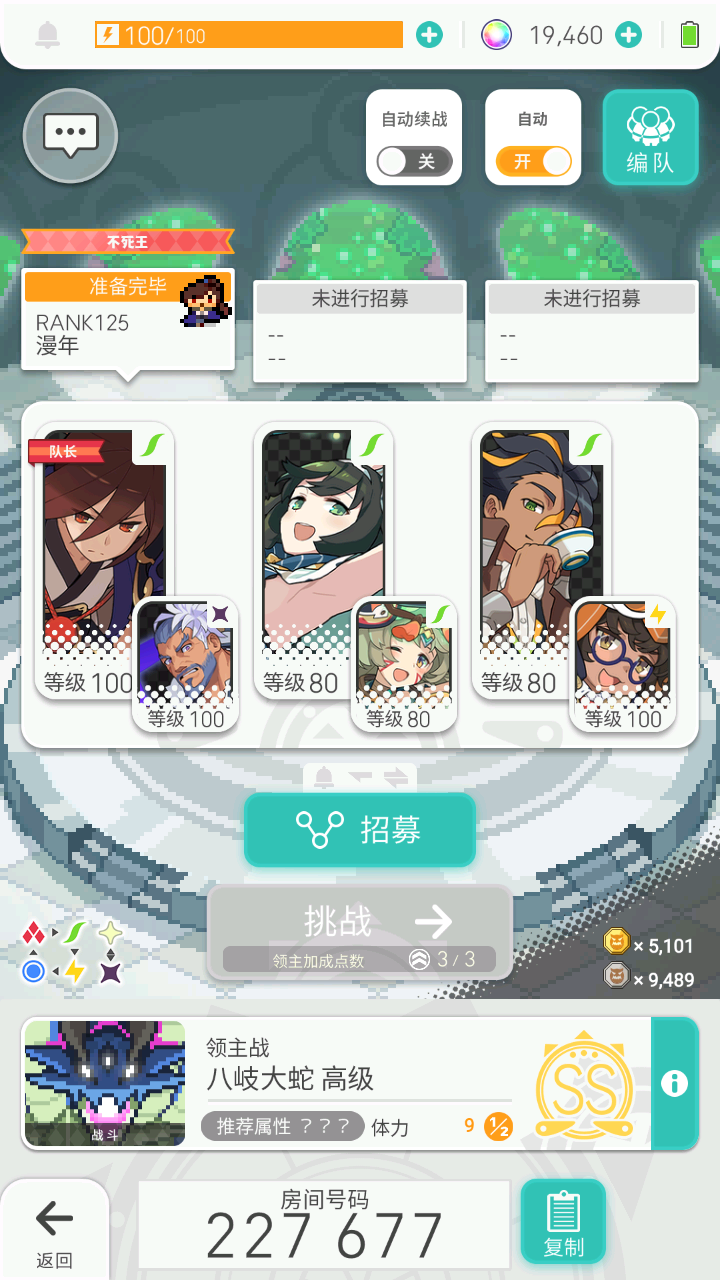 100/100
19,460
自动续战
关
自动
开
编队
不死王
准备完毕
RANK125
漫年
未进行招募
--
--
未进行招募
--
--
队长
等级 100
等级 100
等级 80
等级 80
等级 80
等级 100
招募
挑战
领主加成点数 3 / 3
× 5,101
× 9,489
领主战
八岐大蛇 高级
推荐属性 ? ? ? 体力 9 1/2
战斗
SS
房间号码
227 677
返回
复制